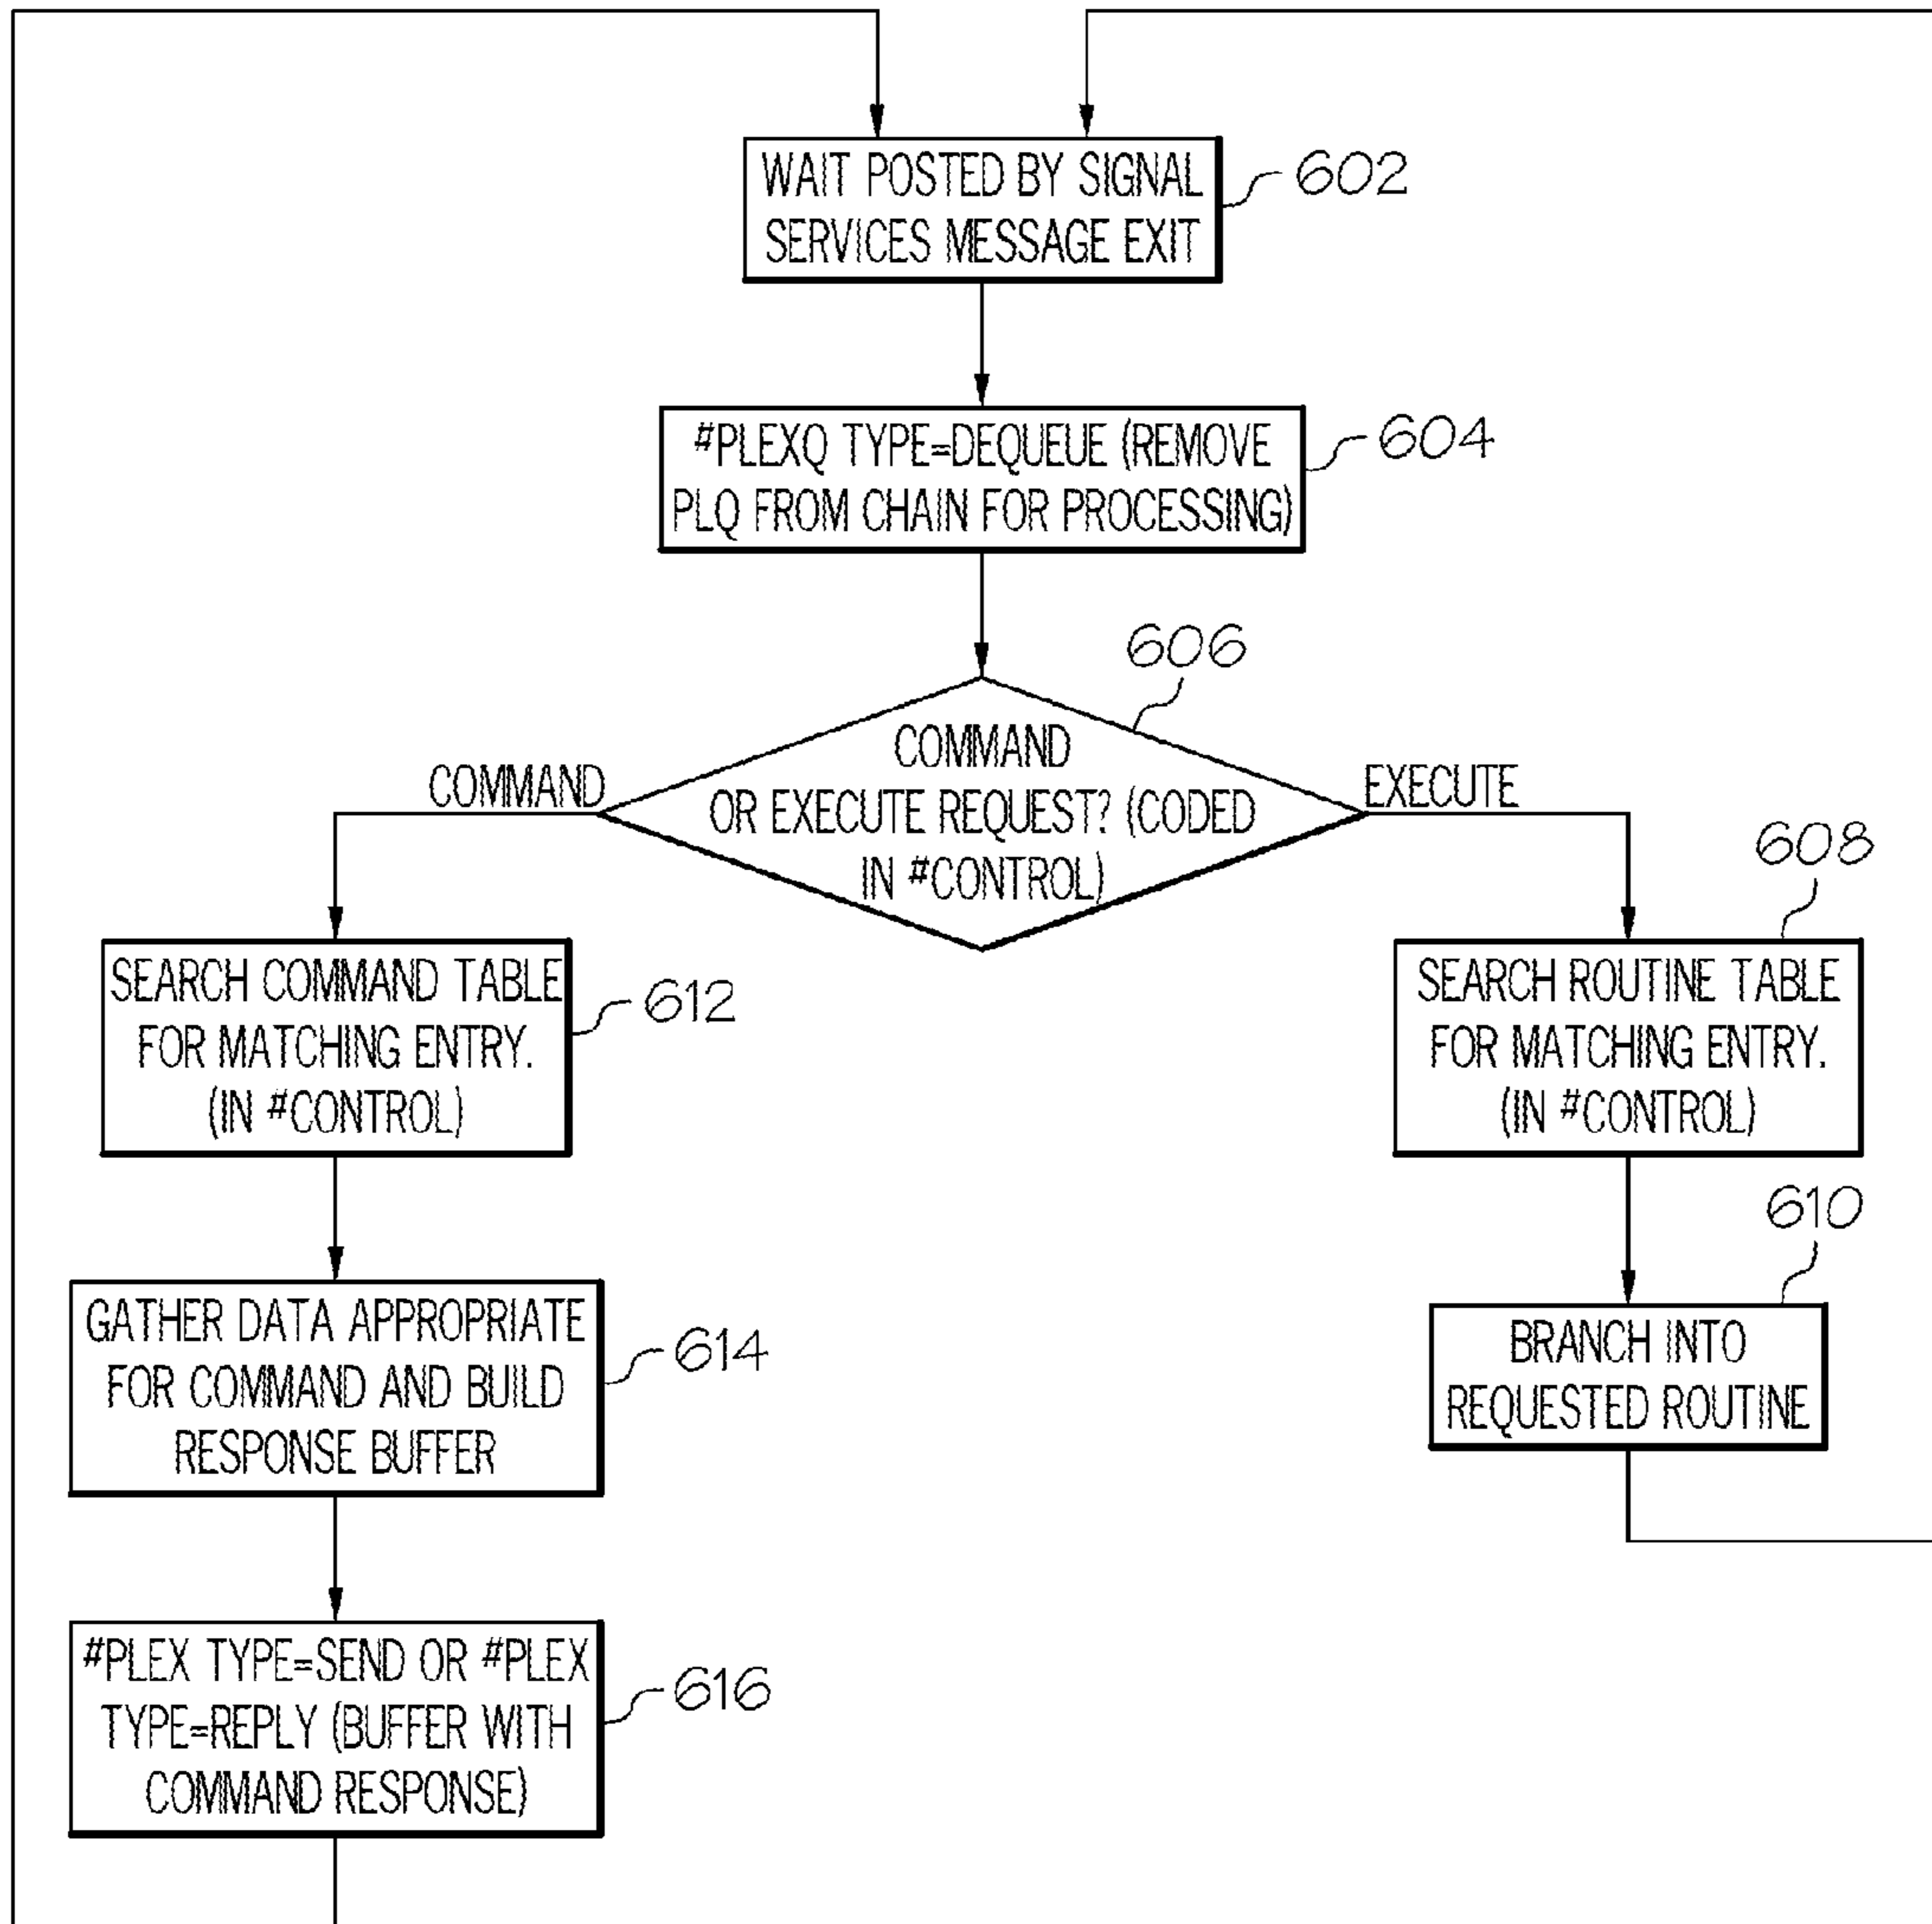 WAIT POSTED BY SIGNAL
SERVICES MESSAGE EXIT
602
#PLEXQ TYPE=DEQUEUE (REMOVE
PLQ FROM CHAIN FOR PROCESSING)
604
606
COMMAND
OR EXECUTE REQUEST? (CODED
IN #CONTROL)
COMMAND
EXECUTE
SEARCH COMMAND TABLE
FOR MATCHING ENTRY.
(IN #CONTROL)
612
608
SEARCH ROUTINE TABLE
FOR MATCHING ENTRY.
(IN #CONTROL)
GATHER DATA APPROPRIATE
FOR COMMAND AND BUILD
RESPONSE BUFFER
614
610
BRANCH INTO
REQUESTED ROUTINE
#PLEX TYPE=SEND OR #PLEX
TYPE=REPLY (BUFFER WITH
COMMAND RESPONSE)
616